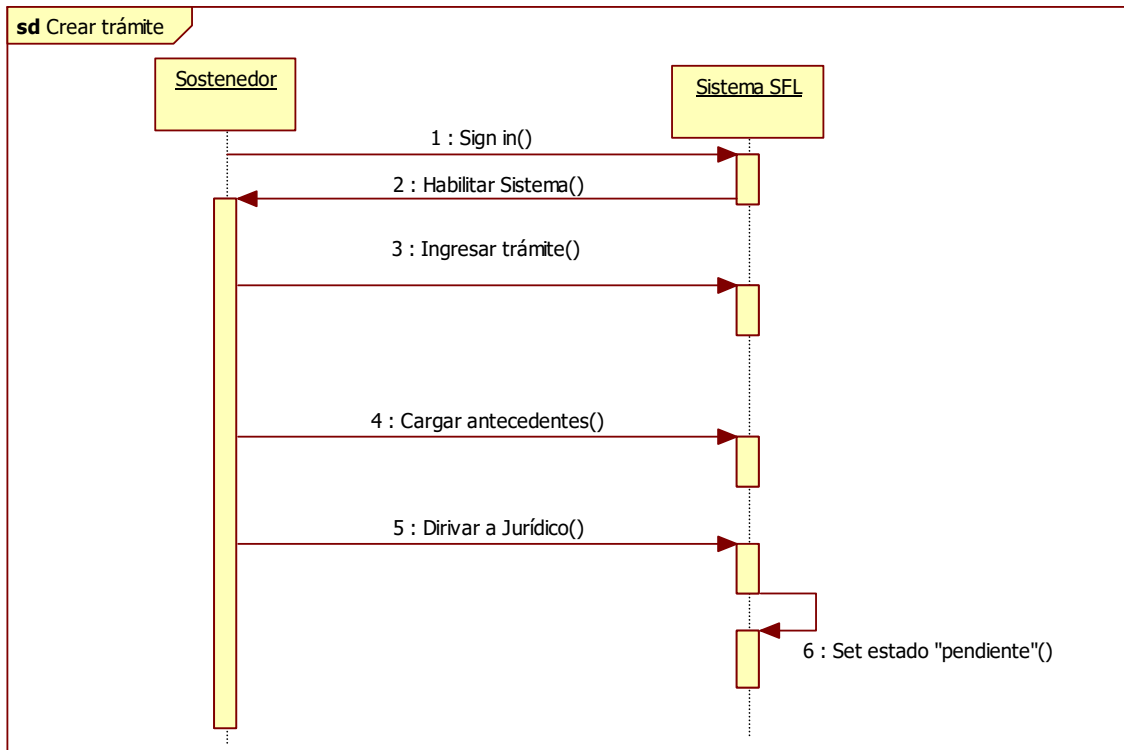 sd Crear trámite
Sostenedor
Sistema SFL
1 : Sign in()
2 : Habilitar Sistema()
3 : Ingresar trámite()
4 : Cargar antecedentes()
5 : Dirivar a Jurídico()
6 : Set estado "pendiente"()